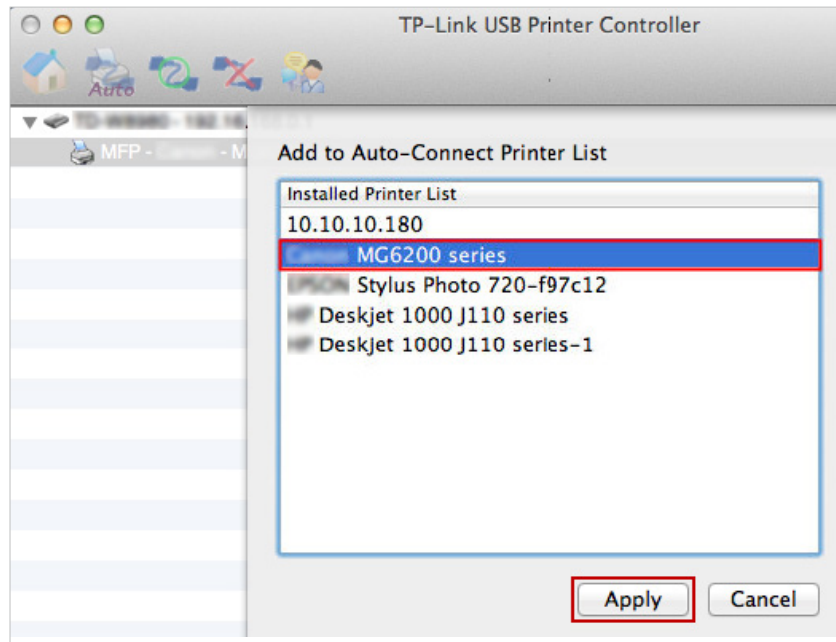 TP-Link USB Printer Controller
Auto
MFP - - M
Add to Auto-Connect Printer List
Installed Printer List
10.10.10.180
MG6200 series
Stylus Photo 720-f97c12
Deskjet 1000 J110 series
Deskjet 1000 J110 series-1
Apply
Cancel